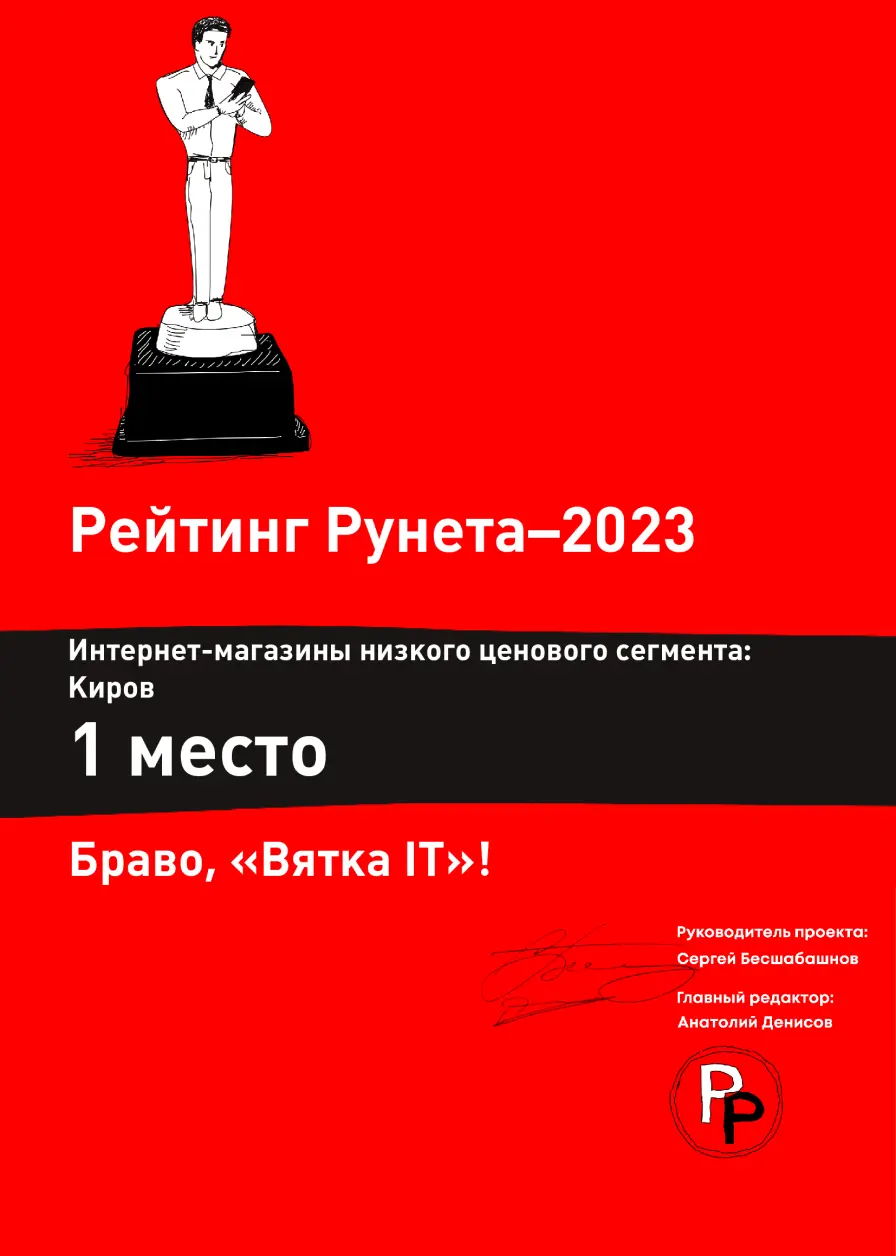 Рейтинг Рунета–2023
Интернет-магазины низкого ценового сегмента:
Киров
1 место
Браво, «Вятка IT»!
Руководитель проекта:
Сергей Бесшабашнов
Главный редактор:
Анатолий Денисов
РР